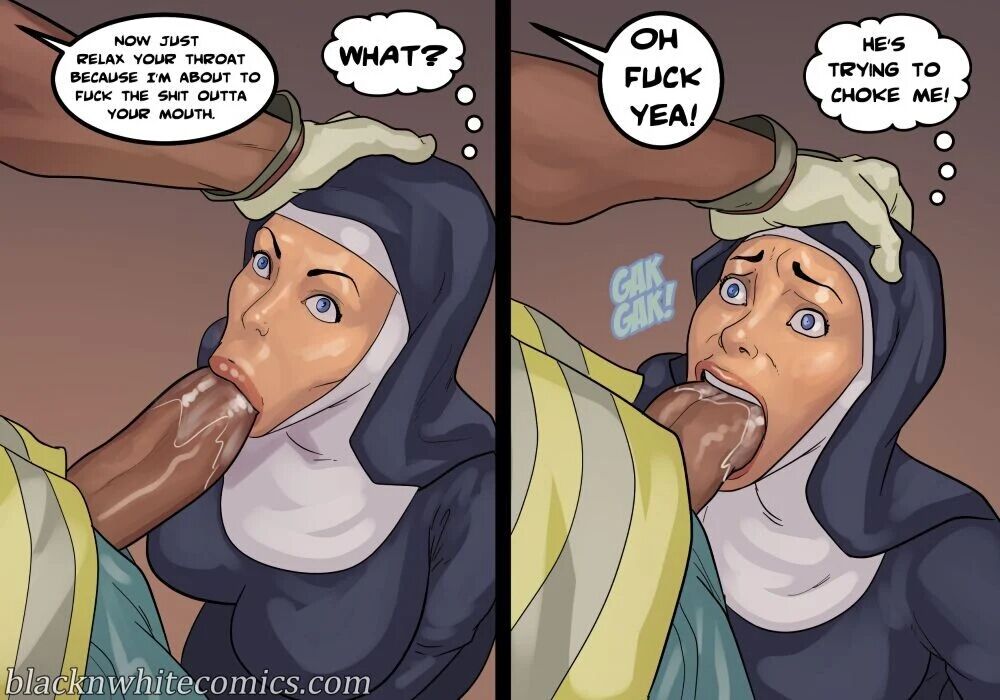 NOW JUST
RELAX YOUR THROAT
BECAUSE I'M ABOUT TO
FUCK THE SHIT OUTTA
YOUR MOUTH.
WHAT?
OH
FUCK
YEA!
HE'S
TRYING TO
CHOKE ME!
GAK
GAK!
blacknwhitecomics.com